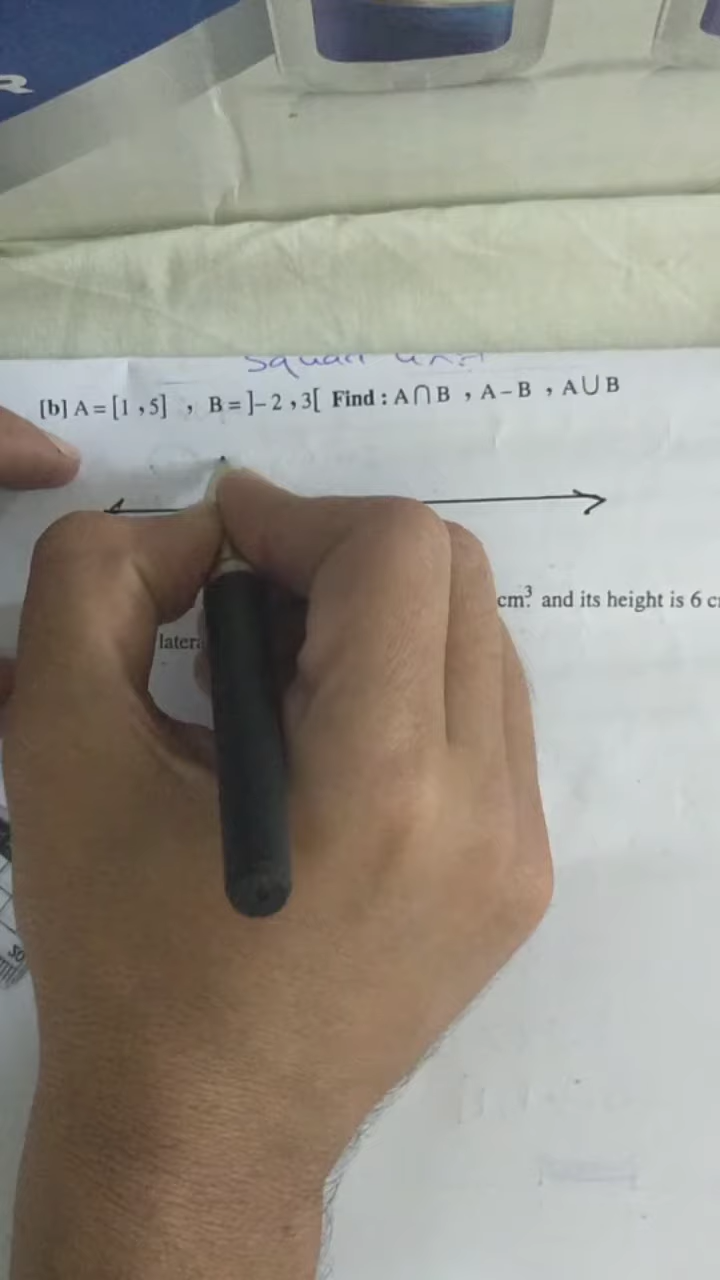 [b] A = [1 , 5] , B = ]– 2 , 3[ Find : A ∩ B , A – B , A ∪ B
cm³. and its height is 6 c